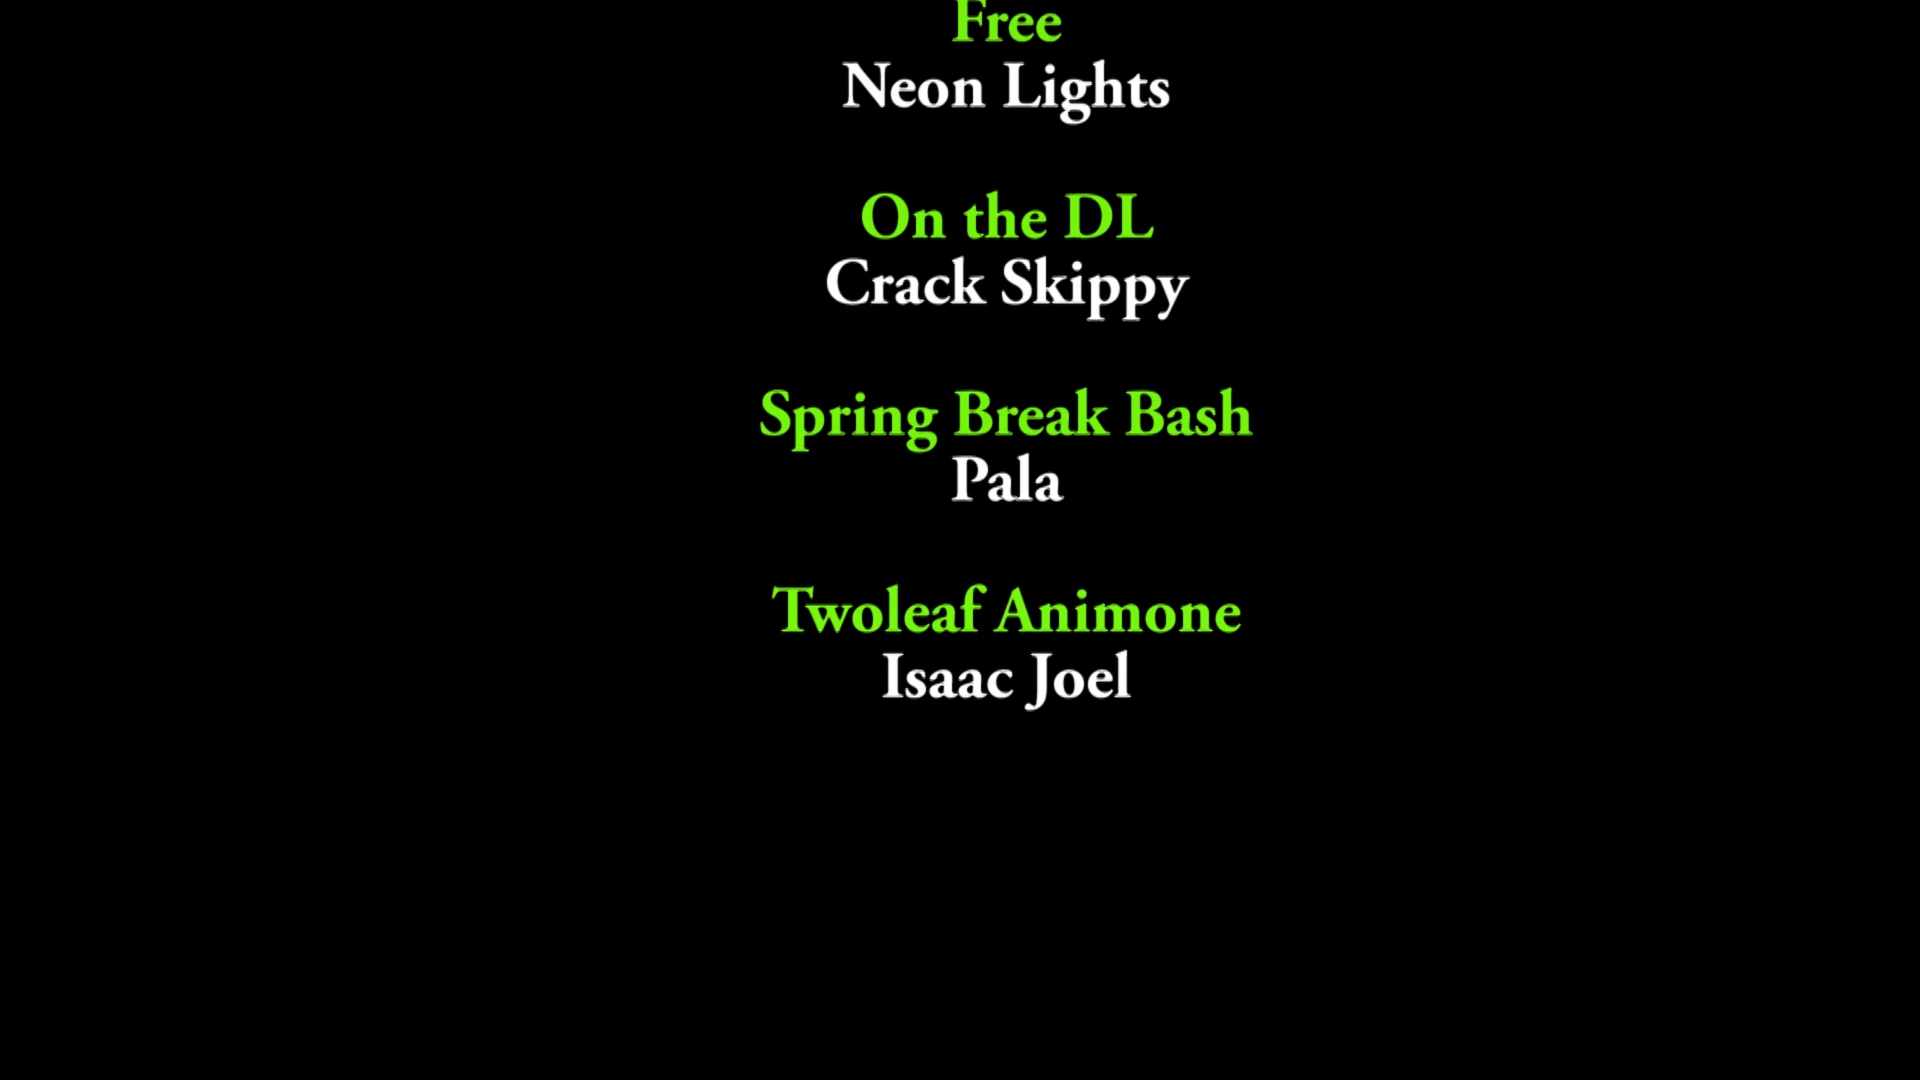 Free
Neon Lights
On the DL
Crack Skippy
Spring Break Bash
Pala
Twoleaf Animone
Isaac Joel